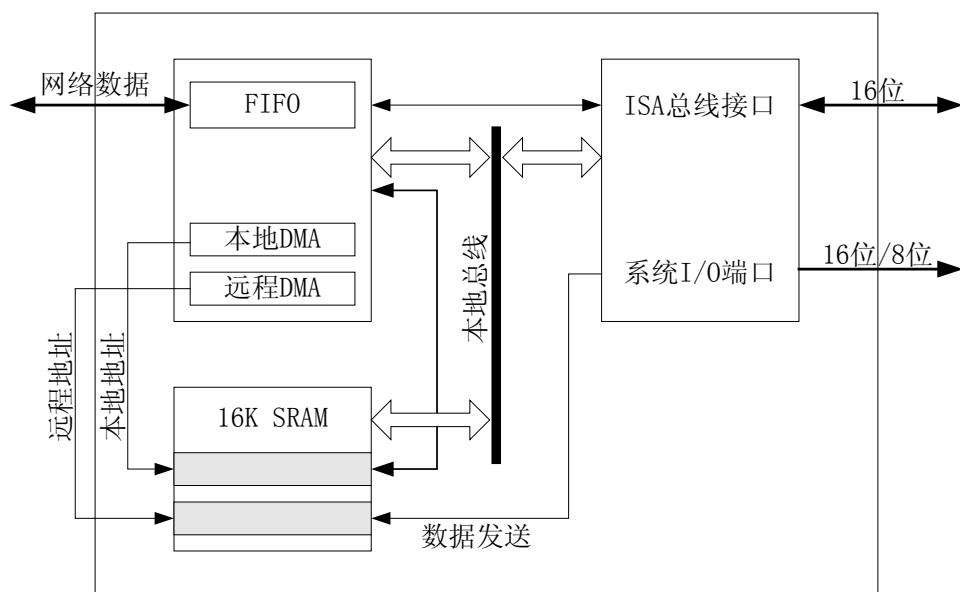 网络数据
FIFO
ISA总线接口
16位
本地DMA
远程DMA
本地总线
系统I/O端口
16位/8位
远程地址
本地地址
16K SRAM
数据发送